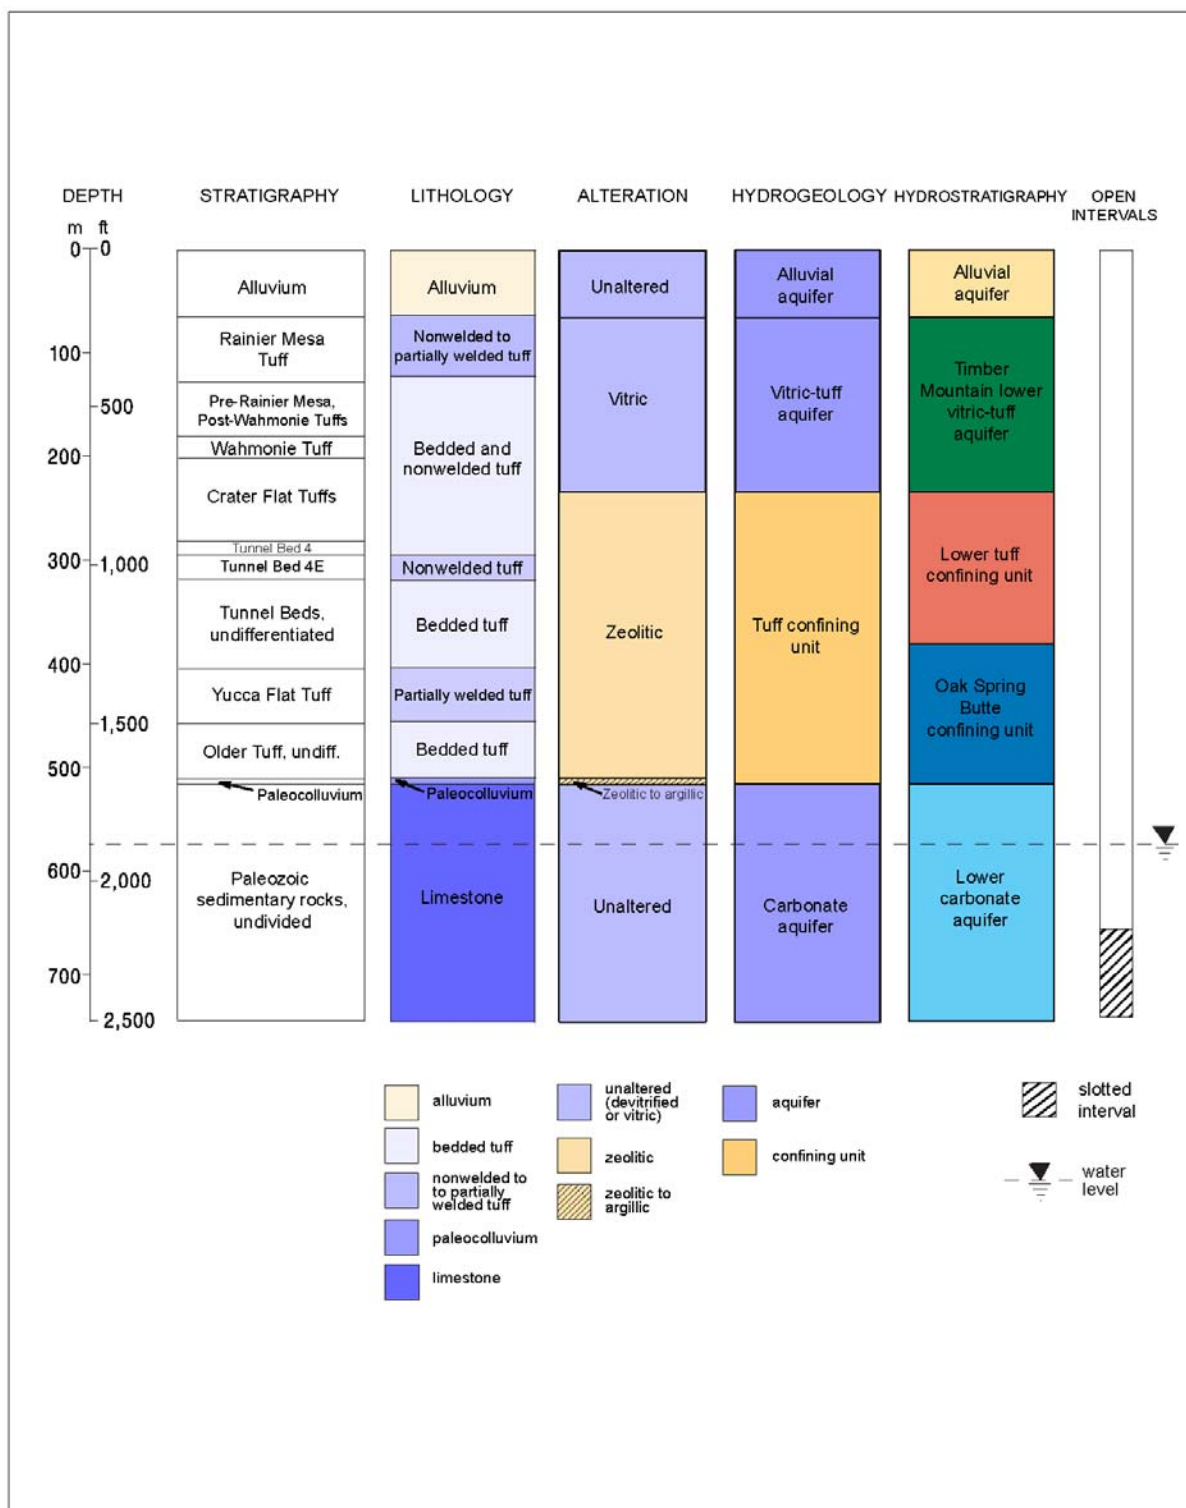 DEPTH
STRATIGRAPHY
LITHOLOGY
ALTERATION
HYDROGEOLOGY
HYDROSTRATIGRAPHY
OPEN
INTERVALS
m ft
0 0
100
500
200
300
1,000
400
1,500
500
600
2,000
700
2,500
Alluvium
Rainier Mesa
Tuff
Pre-Rainier Mesa,
Post-Wahmonie Tuffs
Wahmonie Tuff
Crater Flat Tuffs
Tunnel Bed 4
Tunnel Bed 4E
Tunnel Beds,
undifferentiated
Yucca Flat Tuff
Older Tuff, undiff.
Paleocolluvium
Paleozoic
sedimentary rocks,
undivided
Alluvium
Nonwelded to
partially welded tuff
Bedded and
nonwelded tuff
Nonwelded tuff
Bedded tuff
Partially welded tuff
Bedded tuff
Paleocolluvium
Limestone
Unaltered
Vitric
Zeolitic
Zeolitic to argillic
Unaltered
Alluvial
aquifer
Vitric-tuff
aquifer
Tuff confining
unit
Carbonate
aquifer
Alluvial
aquifer
Timber
Mountain lower
vitric-tuff
aquifer
Lower tuff
confining unit
Oak Spring
Butte
confining unit
Lower
carbonate
aquifer
alluvium
bedded tuff
nonwelded to
to partially
welded tuff
paleocolluvium
limestone
unaltered
(devitrified
or vitric)
zeolitic
zeolitic to
argillic
aquifer
confining unit
slotted
interval
water
level